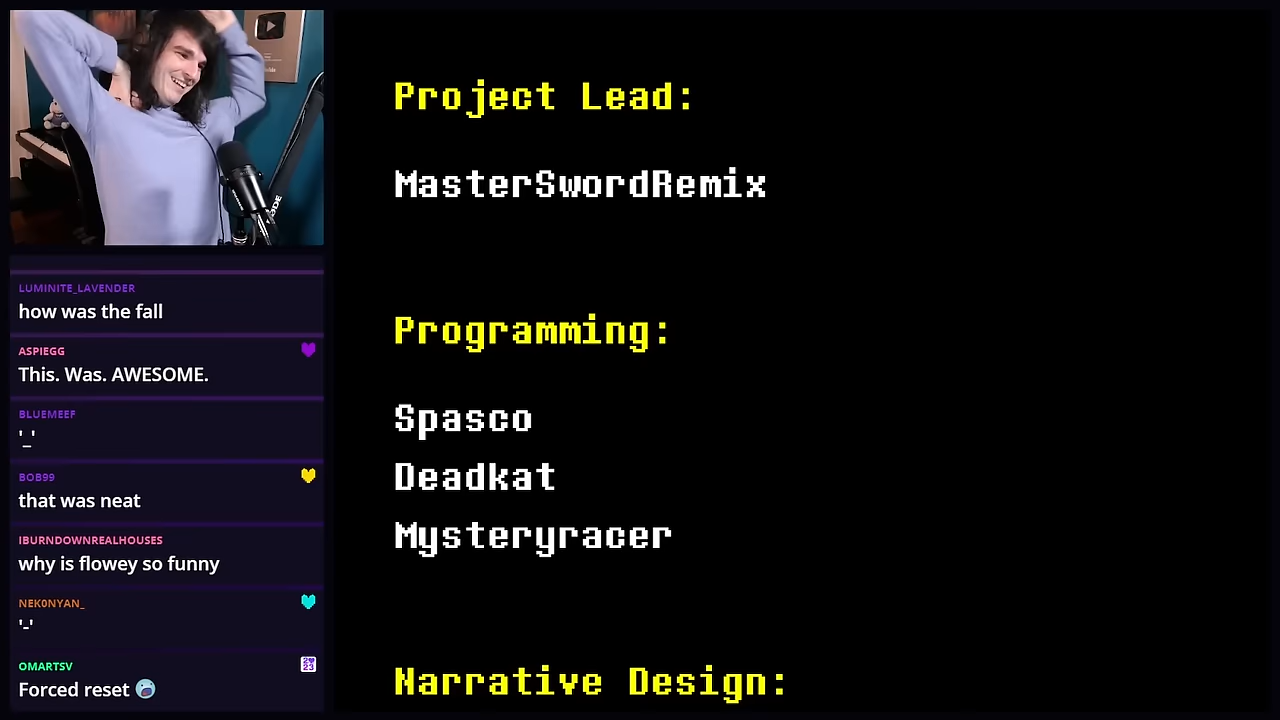 LUMINITE_LAVENDER
how was the fall
ASPIEGG
This. Was. AWESOME.
BLUEMEEF
'_'
BOB99
that was neat
IBURNDOWNREALHOUSES
why is flowey so funny
NEK0NYAN_
'-'
OMARTSV
Forced reset
Project Lead:
MasterSwordRemix
Programming:
Spasco
Deadkat
Mysteryracer
Narrative Design: